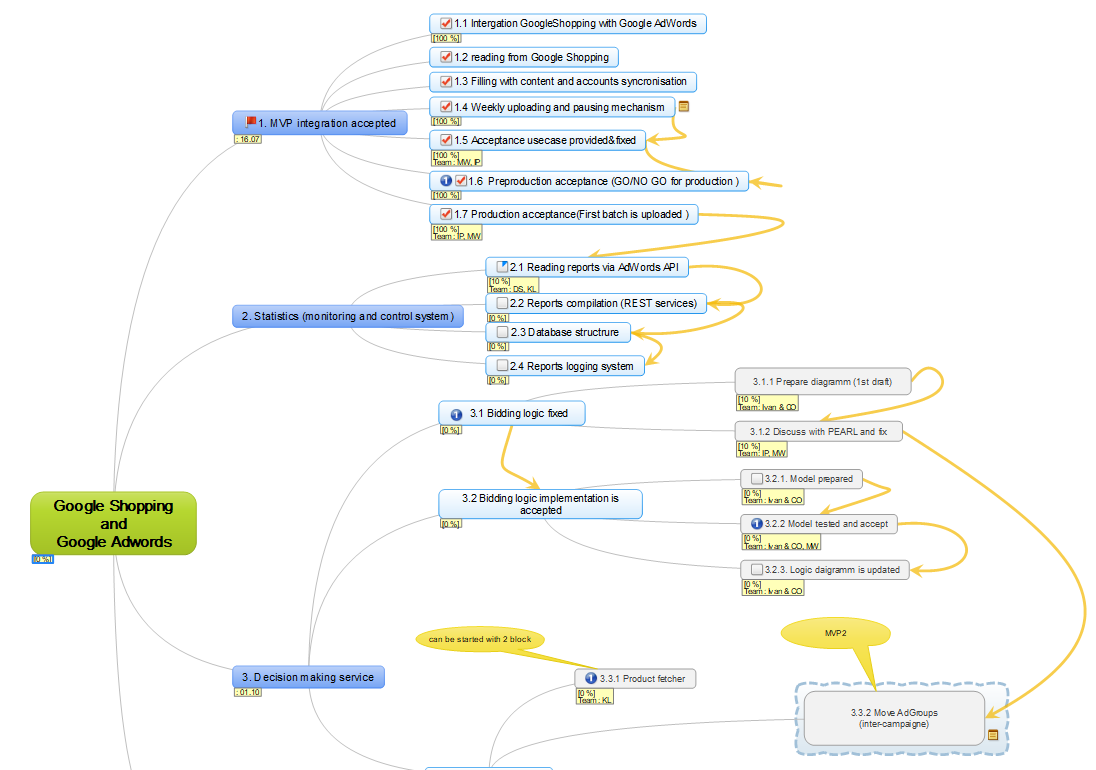 1.1 Intergation GoogleShopping with Google AdWords
[100 %]
1.2 reading from Google Shopping
1.3 Filling with content and accounts syncronisation
1.4 Weekly uploading and pausing mechanism
[100 %]
1. MVP integration accepted
: 16.07
1.5 Acceptance usecase provided&fixed
[100 %]
Team : MW, IP
1 1.6 Preproduction acceptance (GO/NO GO for production )
[100 %]
1.7 Production acceptance(First batch is uploaded )
[100 %]
Team : IP, MW
2.1 Reading reports via AdWords API
[10 %]
Team : DS, KL
2.2 Reports compilation (REST services)
[0 %]
2. Statistics (monitoring and control system )
2.3 Database structrure
[0 %]
2.4 Reports logging system
[0 %]
3.1.1 Prepare diagramm (1st draft)
[10 %]
Team : Ivan & CO
1 3.1 Bidding logic fixed
[0 %]
3.1.2 Discuss with PEARL and fix
[10 %]
Team : IP, MW
3.2.1. Model prepared
[0 %]
Team : Ivan & CO
3.2 Bidding logic implementation is
accepted
[0 %]
1 3.2.2 Model tested and accept
[0 %]
Team : Ivan & CO, MW
3.2.3. Logic daigramm is updated
[0 %]
Team : Ivan & CO
Google Shopping
and
Google Adwords
[0 %]
can be started with 2 block
MVP2
3. Decision making service
: 01.10
1 3.3.1 Product fetcher
[0 %]
Team : KL
3.3.2 Move AdGroups
(inter-campaigne)